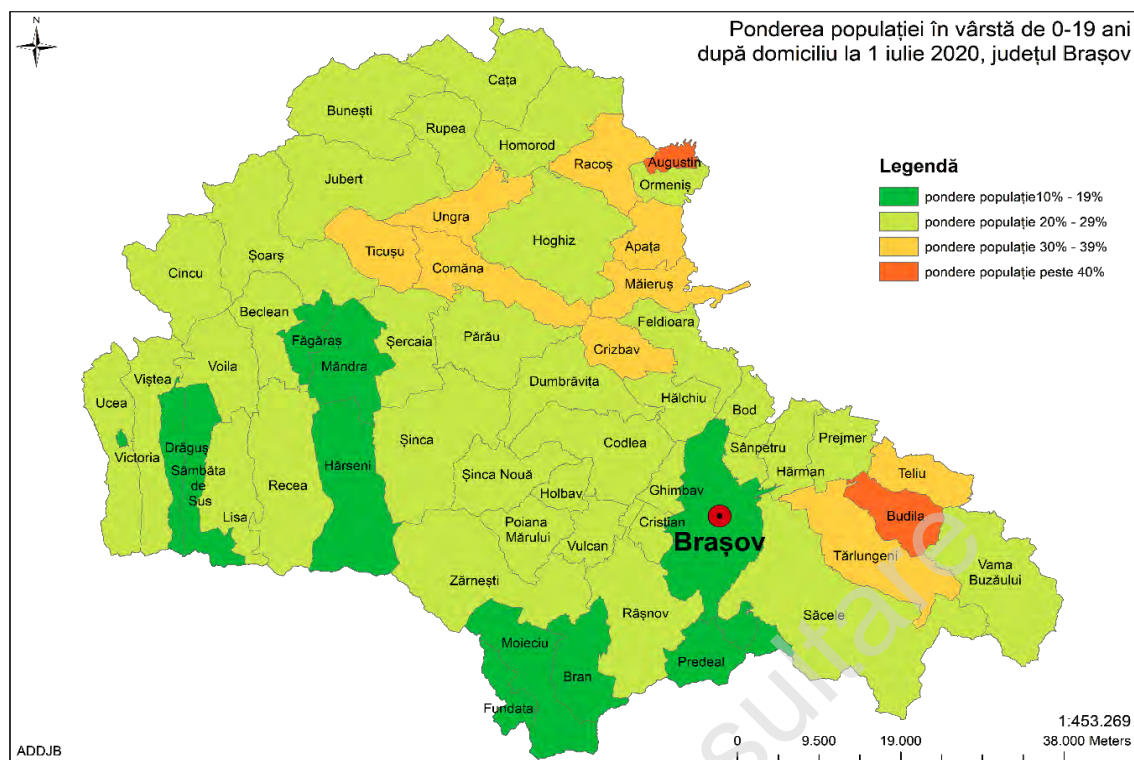 Ponderea populației în vârstă de 0-19 ani
după domiciliu la 1 iulie 2020, județul Brașov
N
Cața
Bunești
Rupea
Homorod
Racoș
Augustin
Ormeniș
Jubert
Ungra
Hoghiz
Apața
Ticușu
Comăna
Măieruș
Șoarș
Cincu
Beclean
Feldioara
Făgăraș
Mândra
Șercaia
Părău
Crizbav
Voila
Viștea
Dumbrăvița
Ucea
Hălchiu
Bod
Drăguș
Șinca
Codlea
Sânpetru
Prejmer
Victoria
Sâmbăta
de
Sus
Hârseni
Șinca Nouă
Hărman
Teliu
Recea
Holbav
Ghimbav
Lisa
Poiana
Mărului
Cristian
Budila
Vulcan
Brașov
Tărlungeni
Vama
Buzăului
Zărnești
Râșnov
Săcele
Moieciu
Bran
Predeal
Fundata
Legendă
pondere populație10% - 19%
pondere populație 20% - 29%
pondere populație 30% - 39%
pondere populație peste 40%
sultare
1:453.269
0 9.500 19.000 38.000 Meters
ADDJB